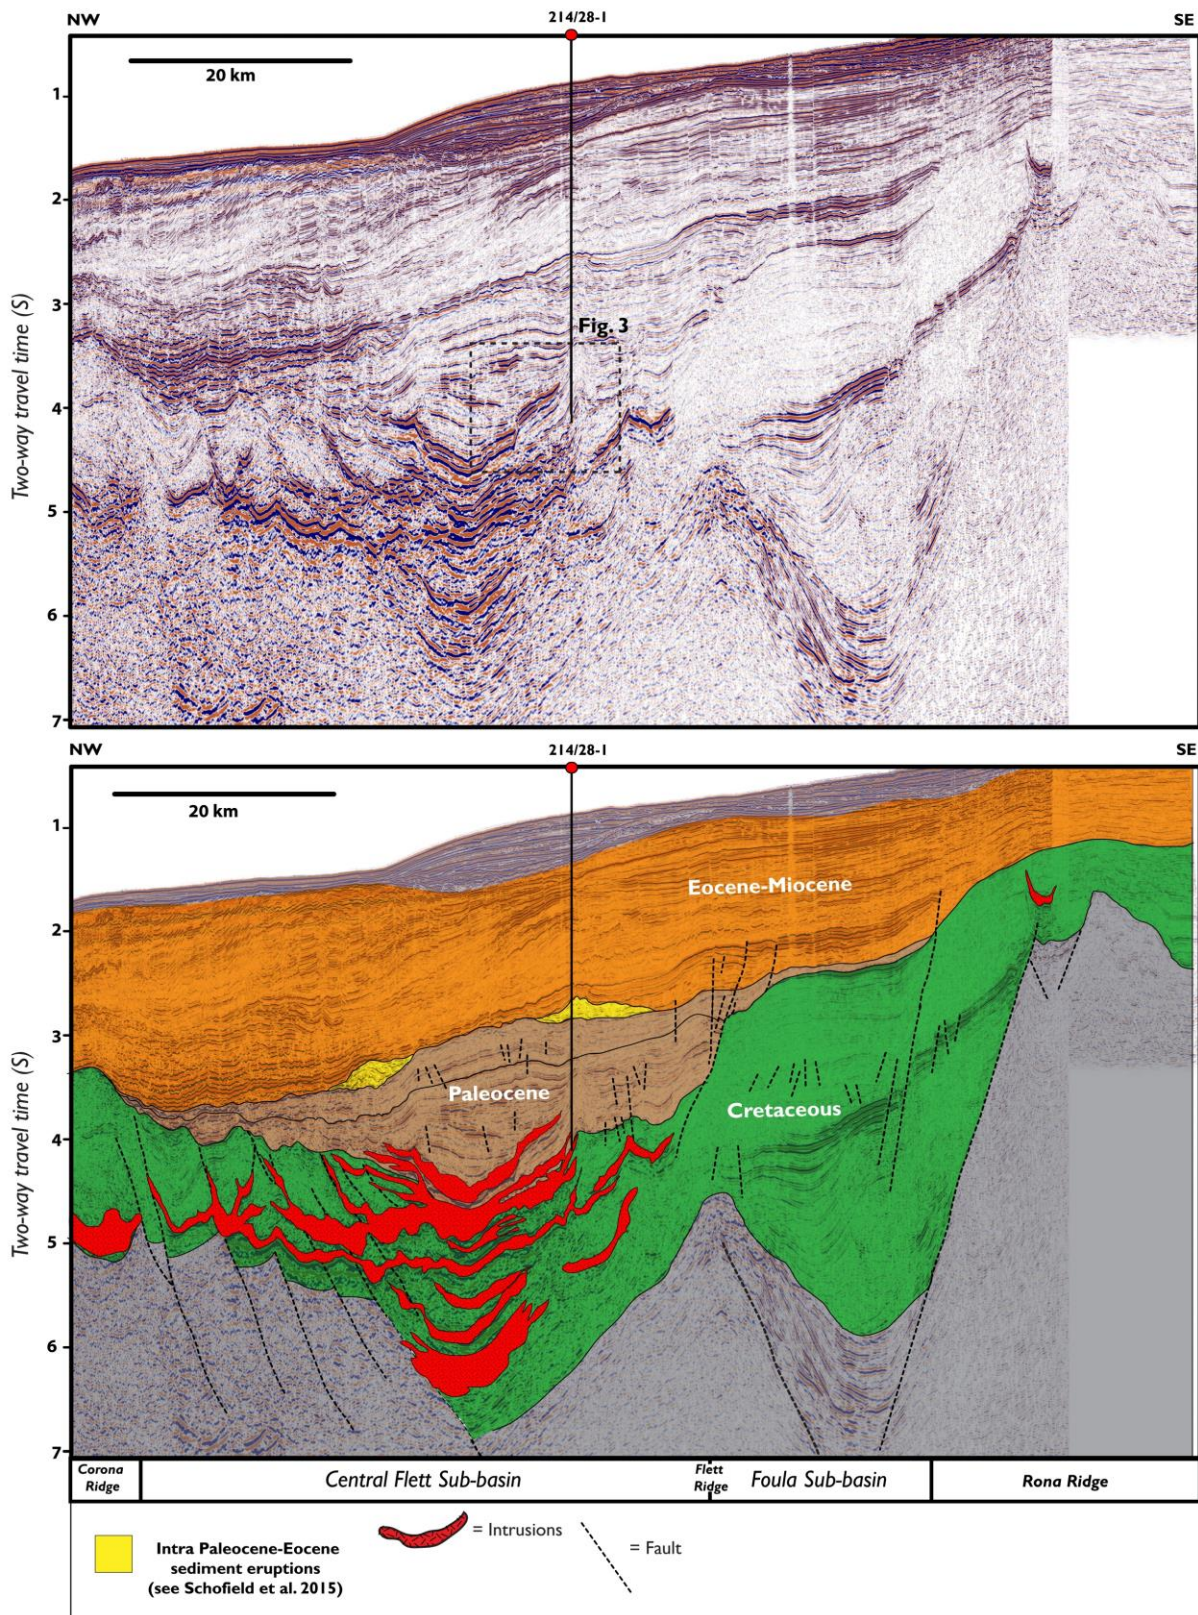 NW
214/28-1
SE
20 km
1
2
3
4
5
6
7
Two-way travel time (S)
Fig. 3
NW
214/28-1
SE
20 km
1
2
3
4
5
6
7
Two-way travel time (S)
Eocene-Miocene
Paleocene
Cretaceous
Corona
Ridge
Central Flett Sub-basin
Flett
Ridge
Foula Sub-basin
Rona Ridge
Intra Paleocene-Eocene
sediment eruptions
(see Schofield et al. 2015)
= Intrusions
= Fault